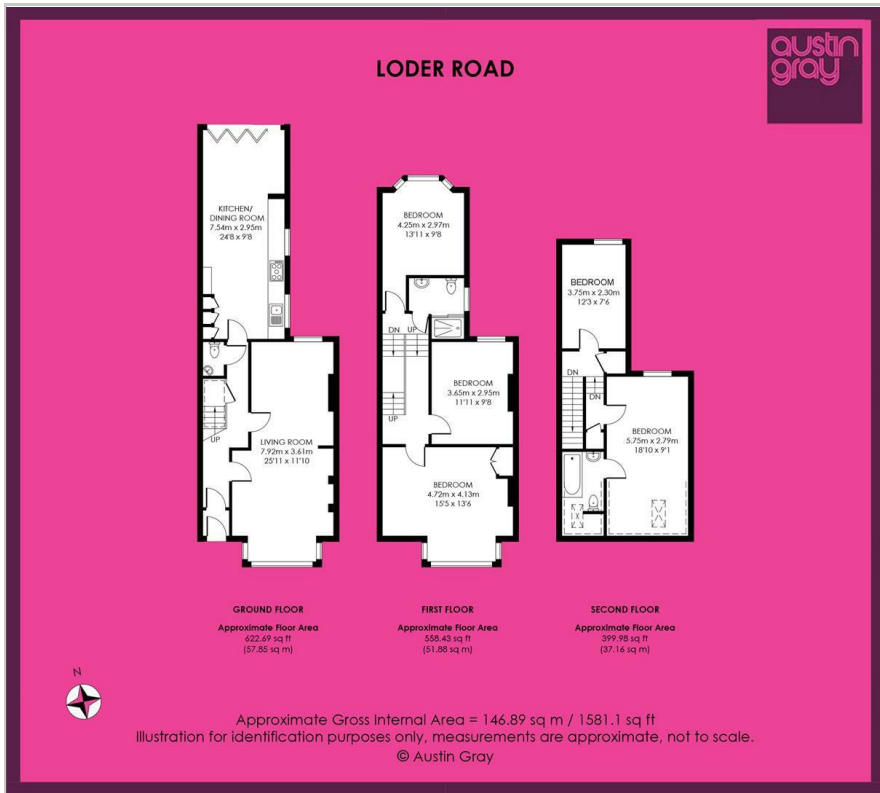 austin
gray
LODER ROAD
KITCHEN/
DINING ROOM
7.54m x 2.95m
24'8 x 9'8
UP
LIVING ROOM
7.92m x 3.61m
25'11 x 11'10
BEDROOM
4.25m x 2.97m
13'11 x 9'8
DN UP
UP
BEDROOM
3.65m x 2.95m
11'11 x 9'8
BEDROOM
4.72m x 4.13m
15'5 x 13'6
BEDROOM
3.75m x 2.30m
12'3 x 7'6
DN
DN
BEDROOM
5.75m x 2.79m
18'10 x 9'1
GROUND FLOOR
Approximate Floor Area
622.69 sq ft
(57.85 sq m)
FIRST FLOOR
Approximate Floor Area
558.43 sq ft
(51.88 sq m)
SECOND FLOOR
Approximate Floor Area
399.98 sq ft
(37.16 sq m)
N
Approximate Gross Internal Area = 146.89 sq m / 1581.1 sq ft
Illustration for identification purposes only, measurements are approximate, not to scale.
© Austin Gray